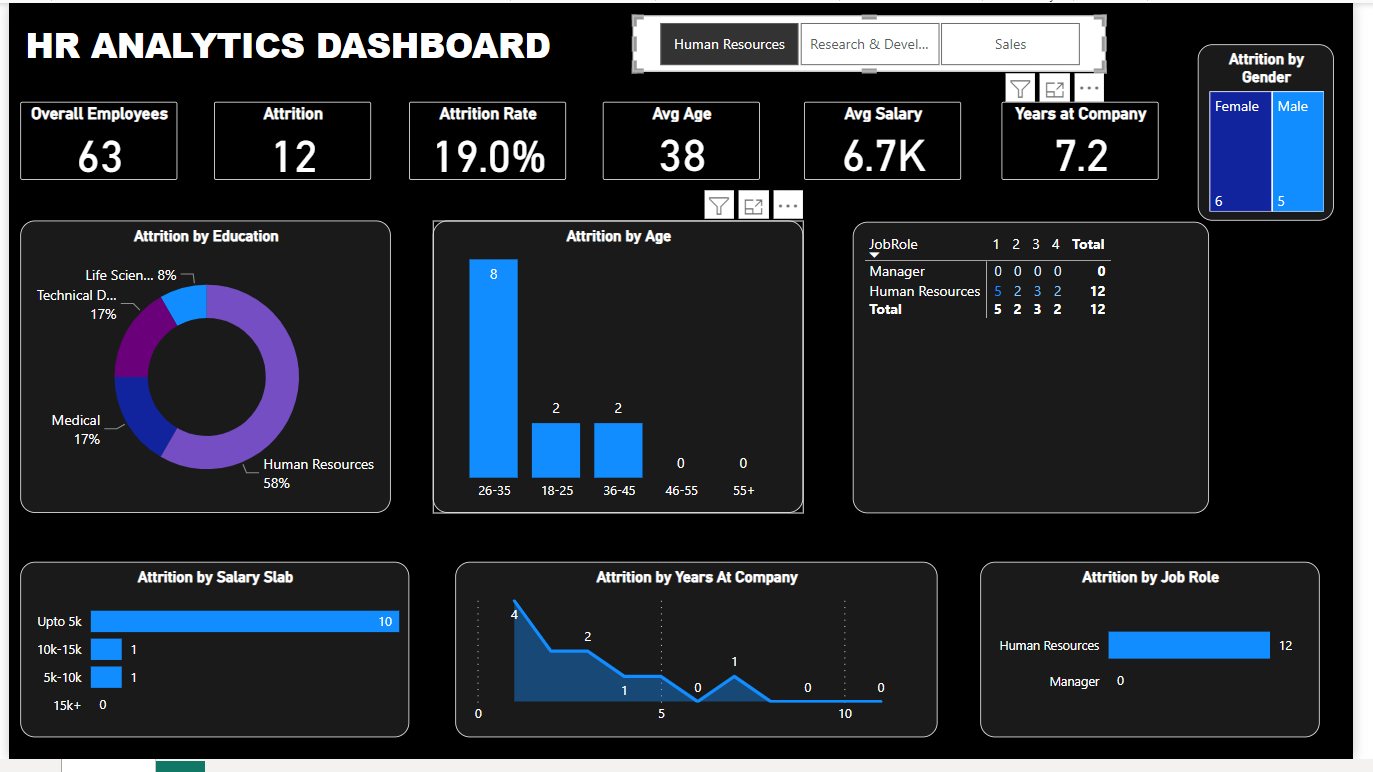 HR ANALYTICS DASHBOARD
Human Resources
Research & Devel...
Sales
Attrition by
Gender
Female
Male
6
5
Overall Employees
63
Attrition
12
Attrition Rate
19.0%
Avg Age
38
Avg Salary
6.7K
Years at Company
7.2
Attrition by Education
Life Scien... 8%
Technical D...
17%
Medical
17%
Human Resources
58%
Attrition by Age
8
2
2
0
0
26-35
18-25
36-45
46-55
55+
JobRole 1 2 3 4 Total
Manager 0 0 0 0 0
Human Resources 5 2 3 2 12
Total 5 2 3 2 12
Attrition by Salary Slab
Upto 5k 10
10k-15k 1
5k-10k 1
15k+ 0
Attrition by Years At Company
4
2
1
0
1
0
0
0
5
10
Attrition by Job Role
Human Resources 12
Manager 0